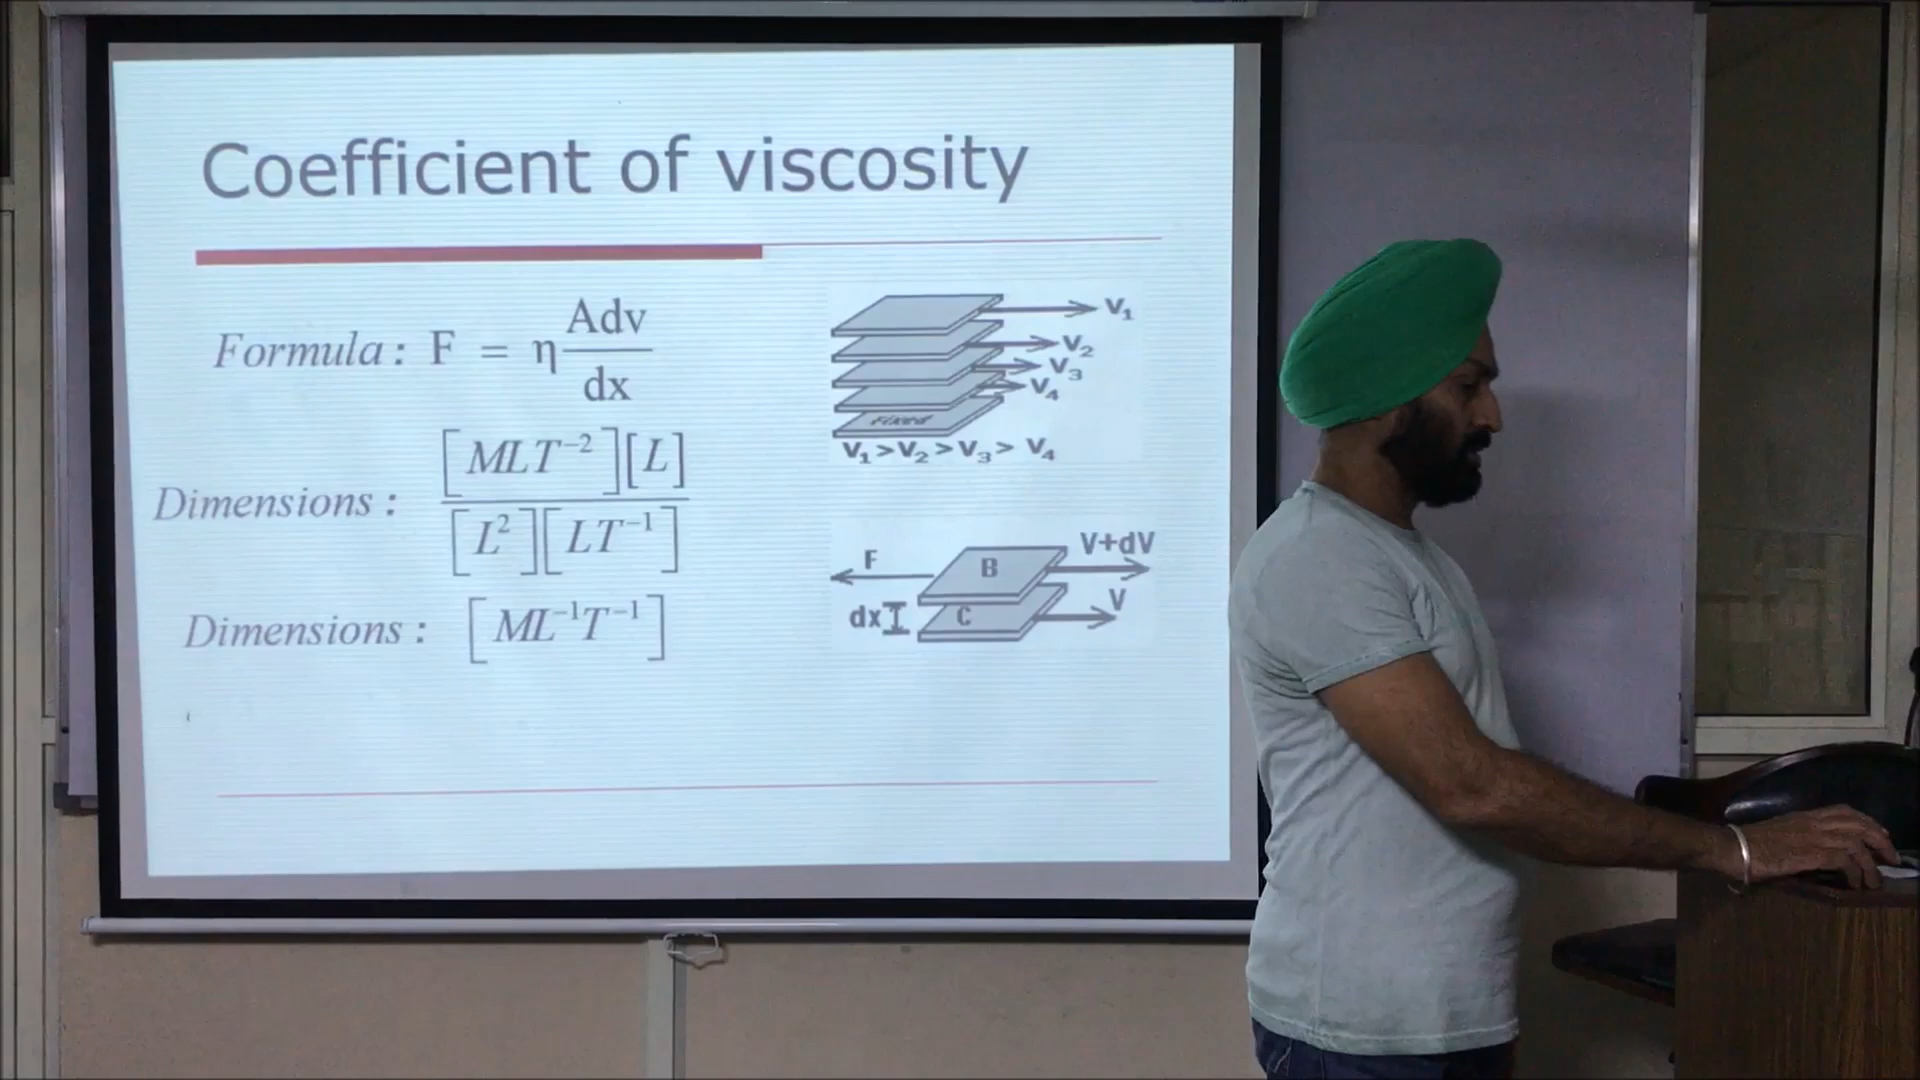 Coefficient of viscosity
Formula : F = η Adv / dx
Dimensions : [MLT⁻²][L] / [L²][LT⁻¹]
Dimensions : [ML⁻¹T⁻¹]
V₁
V₂
V₃
V₄
Fixed
V₁>V₂>V₃> V₄
F
B
V+dV
dx
C
V